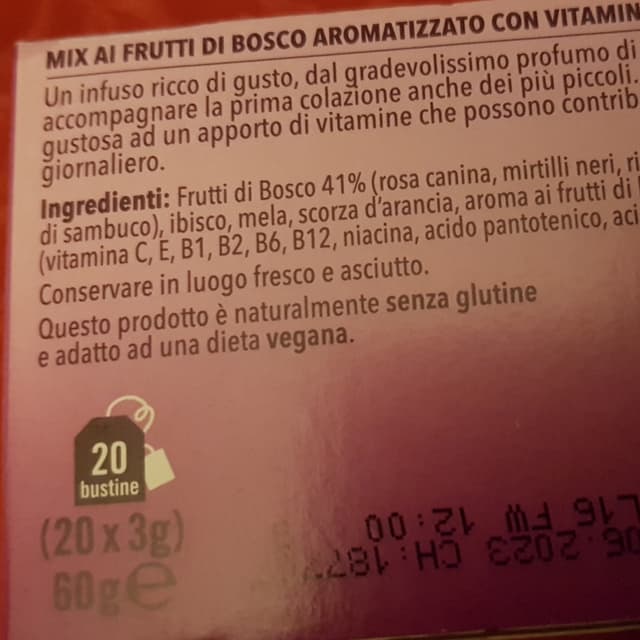 MIX AI FRUTTI DI BOSCO AROMATIZZATO CON VITAMIN
Un infuso ricco di gusto, dal gradevolissimo profumo di
accompagnare la prima colazione anche dei più piccoli.
gustosa ad un apporto di vitamine che possono contrib
giornaliero.
Ingredienti: Frutti di Bosco 41% (rosa canina, mirtilli neri, ri
di sambuco), ibisco, mela, scorza d'arancia, aroma ai frutti di
(vitamina C, E, B1, B2, B6, B12, niacina, acido pantotenico, aci
Conservare in luogo fresco e asciutto.
Questo prodotto è naturalmente senza glutine
e adatto ad una dieta vegana.
20
bustine
(20 x 3g)
60g e
L16 FW 12:00
06.2023 CH: